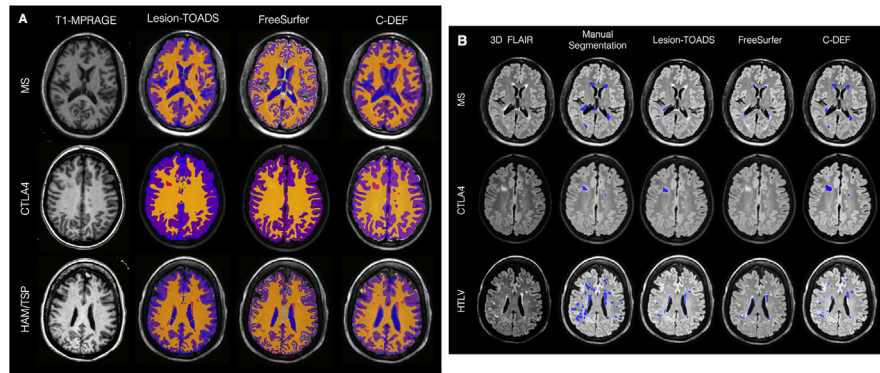 A
T1-MPRAGE
Lesion-TOADS
FreeSurfer
C-DEF
MS
CTLA4
HAM/TSP
B
3D FLAIR
Manual
Segmentation
Lesion-TOADS
FreeSurfer
C-DEF
MS
CTLA4
HTLV